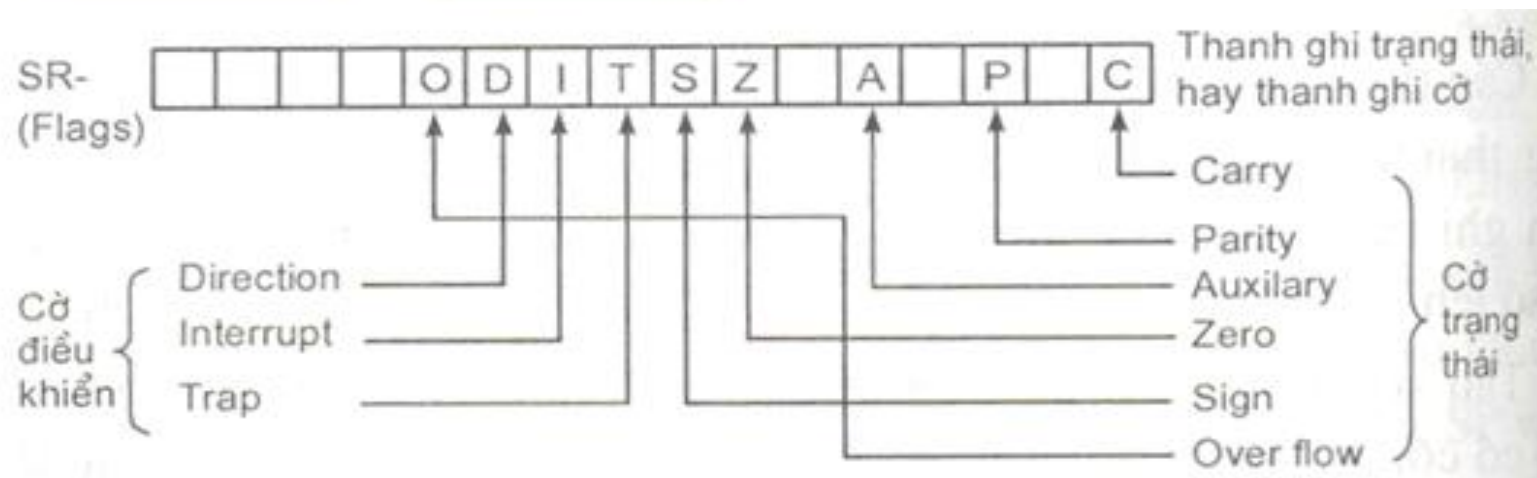 SR-
(Flags)
O D I T S Z A P C
Thanh ghi trạng thái,
hay thanh ghi cờ
Carry
Parity
Auxilary
Zero
Sign
Over flow
Cờ
trạng
thái
Direction
Interrupt
Trap
Cờ
điều
khiển